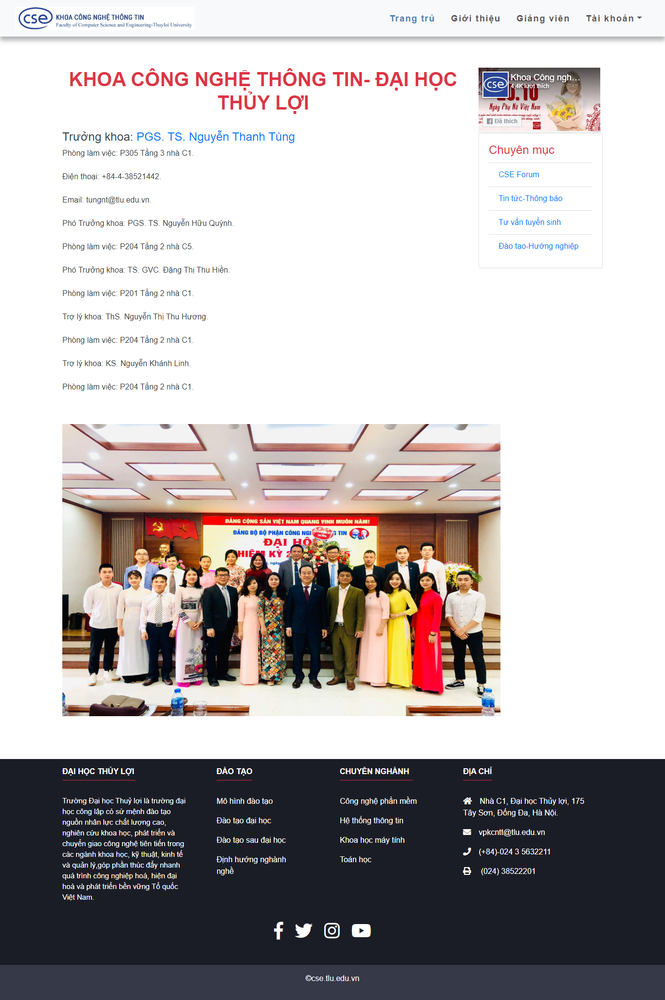 cse KHOA CÔNG NGHỆ THÔNG TIN
Faculty of Computer Science and Engineering-Thuyloi University
Trang trủ
Giới thiệu
Giảng viên
Tài khoản
KHOA CÔNG NGHỆ THÔNG TIN- ĐẠI HỌC
THỦY LỢI
cse
Khoa Công ngh...
4,4K lượt thích
Ngày Phụ Nữ Việt Nam
Đã thích
Trưởng khoa: PGS. TS. Nguyễn Thanh Tùng
Phòng làm việc: P305 Tầng 3 nhà C1.
Điện thoại: +84-4-38521442.
Email: tungnt@tlu.edu.vn.
Phó Trưởng khoa: PGS. TS. Nguyễn Hữu Quỳnh.
Phòng làm việc: P204 Tầng 2 nhà C5.
Phó Trưởng khoa: TS. GVC. Đặng Thị Thu Hiền.
Phòng làm việc: P201 Tầng 2 nhà C1.
Trợ lý khoa: ThS. Nguyễn Thị Thu Hương.
Phòng làm việc: P204 Tầng 2 nhà C1.
Trợ lý khoa: KS. Nguyễn Khánh Linh.
Phòng làm việc: P204 Tầng 2 nhà C1.
Chuyên mục
CSE Forum
Tin tức-Thông báo
Tư vấn tuyển sinh
Đào tạo-Hướng nghiệp
ĐẢNG CỘNG SẢN VIỆT NAM QUANG VINH MUÔN NĂM!
ĐẢNG BỘ BỘ PHẬN CÔNG TIN
ĐẠI
KỲ
ĐẠI HỌC THỦY LỢI
Trường Đại học Thuỷ lợi là trường đại
học công lập có sứ mệnh đào tạo
nguồn nhân lực chất lượng cao,
nghiên cứu khoa học, phát triển và
chuyển giao công nghệ tiên tiến trong
các ngành khoa học, kỹ thuật, kinh tế
và quản lý,góp phần thúc đẩy nhanh
quá trình công nghiệp hoá, hiện đại
hoá và phát triển bền vững Tổ quốc
Việt Nam.
ĐÀO TẠO
Mô hình đào tạo
Đào tạo đại học
Đào tạo sau đại học
Định hướng nghành
nghề
CHUYÊN NGHÀNH
Công nghệ phần mềm
Hệ thống thông tin
Khoa học máy tính
Toán học
ĐỊA CHỈ
Nhà C1, Đại học Thủy lợi, 175
Tây Sơn, Đống Đa, Hà Nội.
vpkcntt@tlu.edu.vn
(+84)-024 3 5632211
(024) 38522201
©cse.tlu.edu.vn